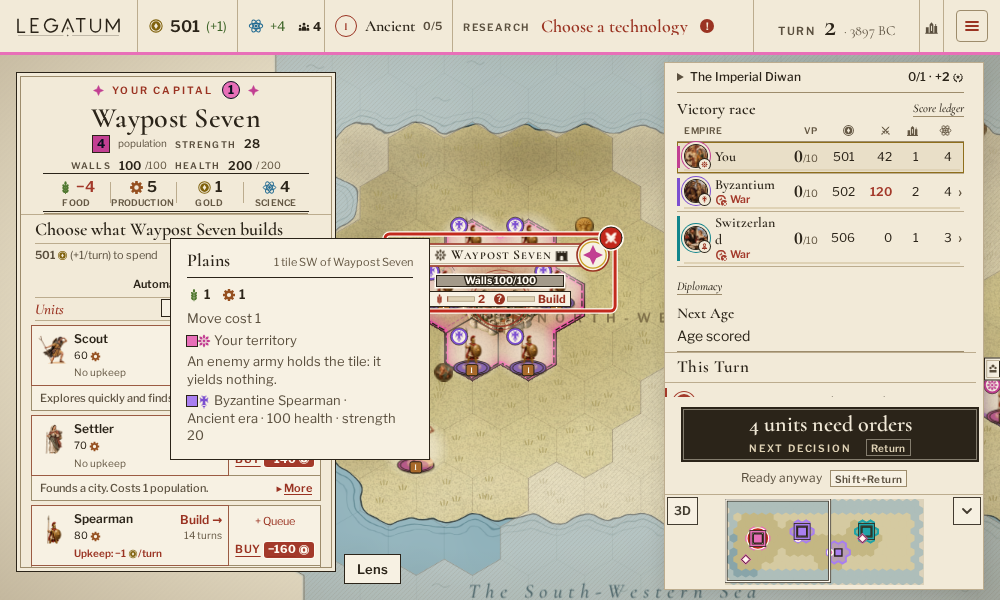 LEGATUM
501 (+1)
+4
4
I Ancient 0/5
RESEARCH Choose a technology !
TURN 2 · 3897 BC
YOUR CAPITAL 1
Waypost Seven
4 population STRENGTH 28
WALLS 100 /100 HEALTH 200 /200
−4 5 1 4
FOOD PRODUCTION GOLD SCIENCE
Choose what Waypost Seven builds
501 (+1/turn) to spend
Units
Scout
60
No upkeep
Settler
70
No upkeep
Founds a city. Costs 1 population. ▸ More
Spearman Build →
80 14 turns
Upkeep: −1 /turn
+ Queue
BUY −160
Plains 1 tile SW of Waypost Seven
1 1
Move cost 1
Your territory
An enemy army holds the tile: it
yields nothing.
Byzantine Spearman ·
Ancient era · 100 health · strength
20
Waypost Seven
Walls 100/100
2 ? Build
I
I
I
Lens
The South-Western Sea
The Imperial Diwan 0/1 · +2
Victory race Score ledger
EMPIRE VP
You 0/10 501 42 1 4
Byzantium 0/10 502 120 2 4 ›
War
Switzerlan
d 0/10 506 0 1 3 ›
War
Diplomacy
Next Age
Age scored
This Turn
4 units need orders
NEXT DECISION Return
Ready anyway Shift+Return
3D